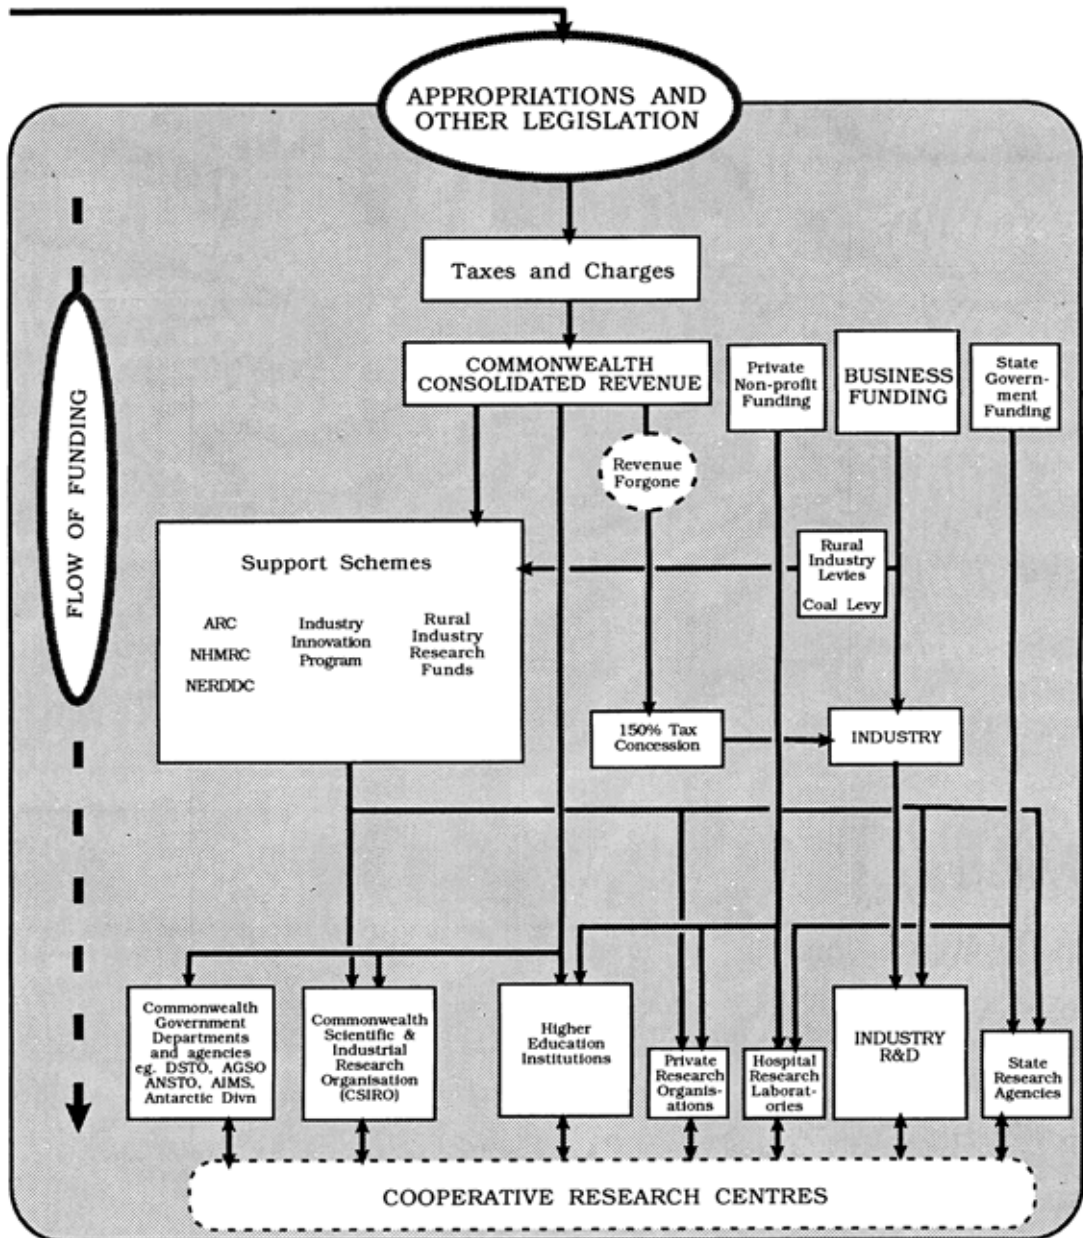 APPROPRIATIONS AND
OTHER LEGISLATION
Taxes and Charges
COMMONWEALTH
CONSOLIDATED REVENUE
Private
Non-profit
Funding
BUSINESS
FUNDING
State
Govern-
ment
Funding
Revenue
Forgone
FLOW OF FUNDING
Support Schemes
ARC
NHMRC
NERDDC
Industry
Innovation
Program
Rural
Industry
Research
Funds
Rural
Industry
Levies
Coal Levy
150% Tax
Concession
INDUSTRY
Commonwealth
Government
Departments
and agencies
eg. DSTO, AGSO
ANSTO, AIMS,
Antarctic Divn
Commonwealth
Scientific &
Industrial
Research
Organisation
(CSIRO)
Higher
Education
Institutions
Private
Research
Organis-
ations
Hospital
Research
Laborat-
ories
INDUSTRY
R&D
State
Research
Agencies
COOPERATIVE RESEARCH CENTRES